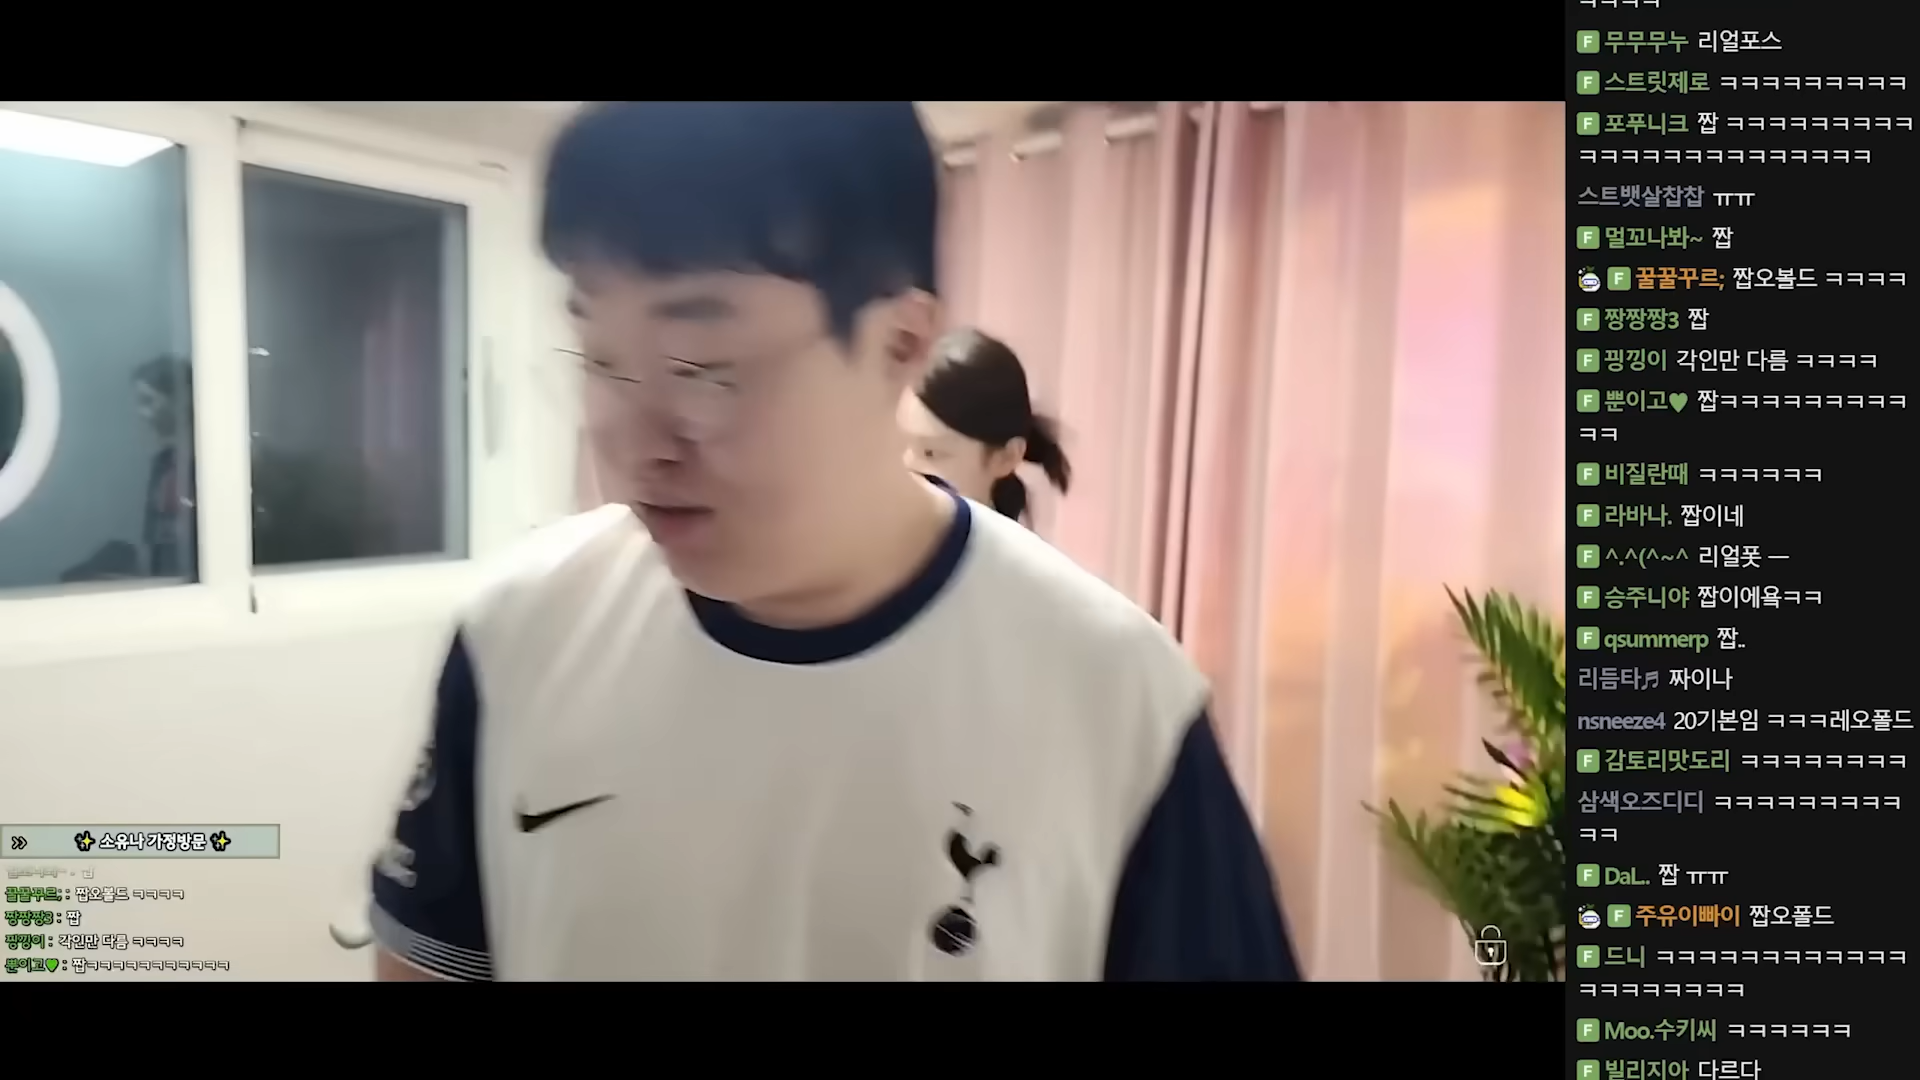 ㅋㅋㅋㅋ
F 무무무누 리얼포스
F 스트릿제로 ㅋㅋㅋㅋㅋㅋㅋㅋㅋ
F 포푸니크 짭 ㅋㅋㅋㅋㅋㅋㅋㅋㅋ
ㅋㅋㅋㅋㅋㅋㅋㅋㅋㅋㅋㅋㅋㅋ
스트뱃살찹찹 ㅠㅠ
F 멀꼬나봐~ 짭
F 꿀꿀꾸르; 짭오볼드 ㅋㅋㅋㅋ
F 짱짱짱3 짭
F 핑낑이 각인만 다름 ㅋㅋㅋㅋ
F 뿐이고♥ 짭ㅋㅋㅋㅋㅋㅋㅋㅋㅋ
ㅋㅋ
F 비질란때 ㅋㅋㅋㅋㅋㅋ
F 라바나. 짭이네
F ^.^(^~^ 리얼폿 ㅡ
F 승주니야 짭이에욬ㅋㅋ
F qsummerp 짭..
리듬타♬ 짜이나
nsneeze4 20기본임 ㅋㅋㅋ레오폴드
F 감토리맛도리 ㅋㅋㅋㅋㅋㅋㅋㅋ
삼색오즈디디 ㅋㅋㅋㅋㅋㅋㅋㅋㅋ
ㅋㅋ
F DaL. 짭 ㅠㅠ
F 주유이빠이 짭오폴드
F 드니 ㅋㅋㅋㅋㅋㅋㅋㅋㅋㅋㅋㅋ
ㅋㅋㅋㅋㅋㅋㅋㅋ
F Moo.수키씨 ㅋㅋㅋㅋㅋㅋ
F 빌리지아 다르다
» ✨ 소유나 가정방문 ✨
꿀꿀꾸르; : 짭오볼드 ㅋㅋㅋㅋ
짱짱짱3 : 짭
핑낑이 : 각인만 다름 ㅋㅋㅋㅋ
뿐이고♥ : 짭ㅋㅋㅋㅋㅋㅋㅋㅋㅋㅋㅋ